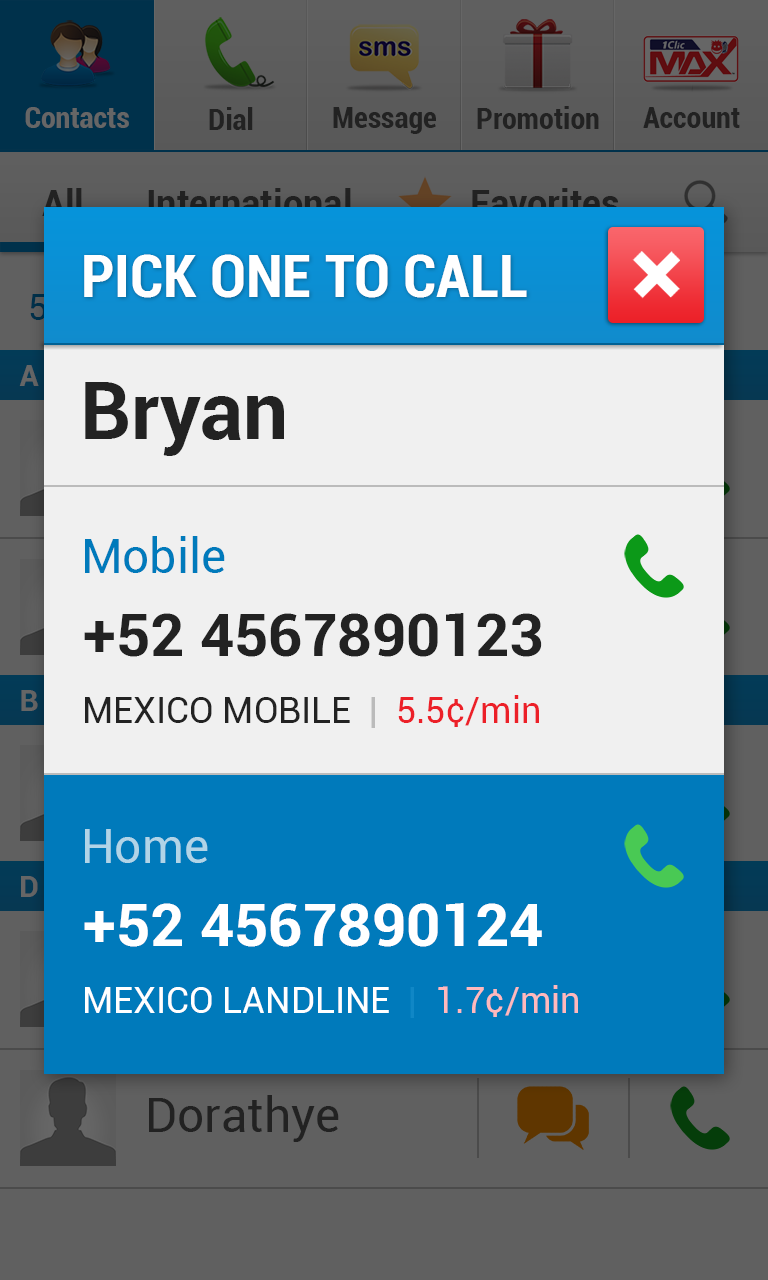 sms
1Clic
MAX
Contacts
Dial
Message
Promotion
Account
All
International
Favorites
PICK ONE TO CALL
5
A
Bryan
Mobile
+52 4567890123
MEXICO MOBILE | 5.5¢/min
B
Home
+52 4567890124
D
MEXICO LANDLINE | 1.7¢/min
Dorathye